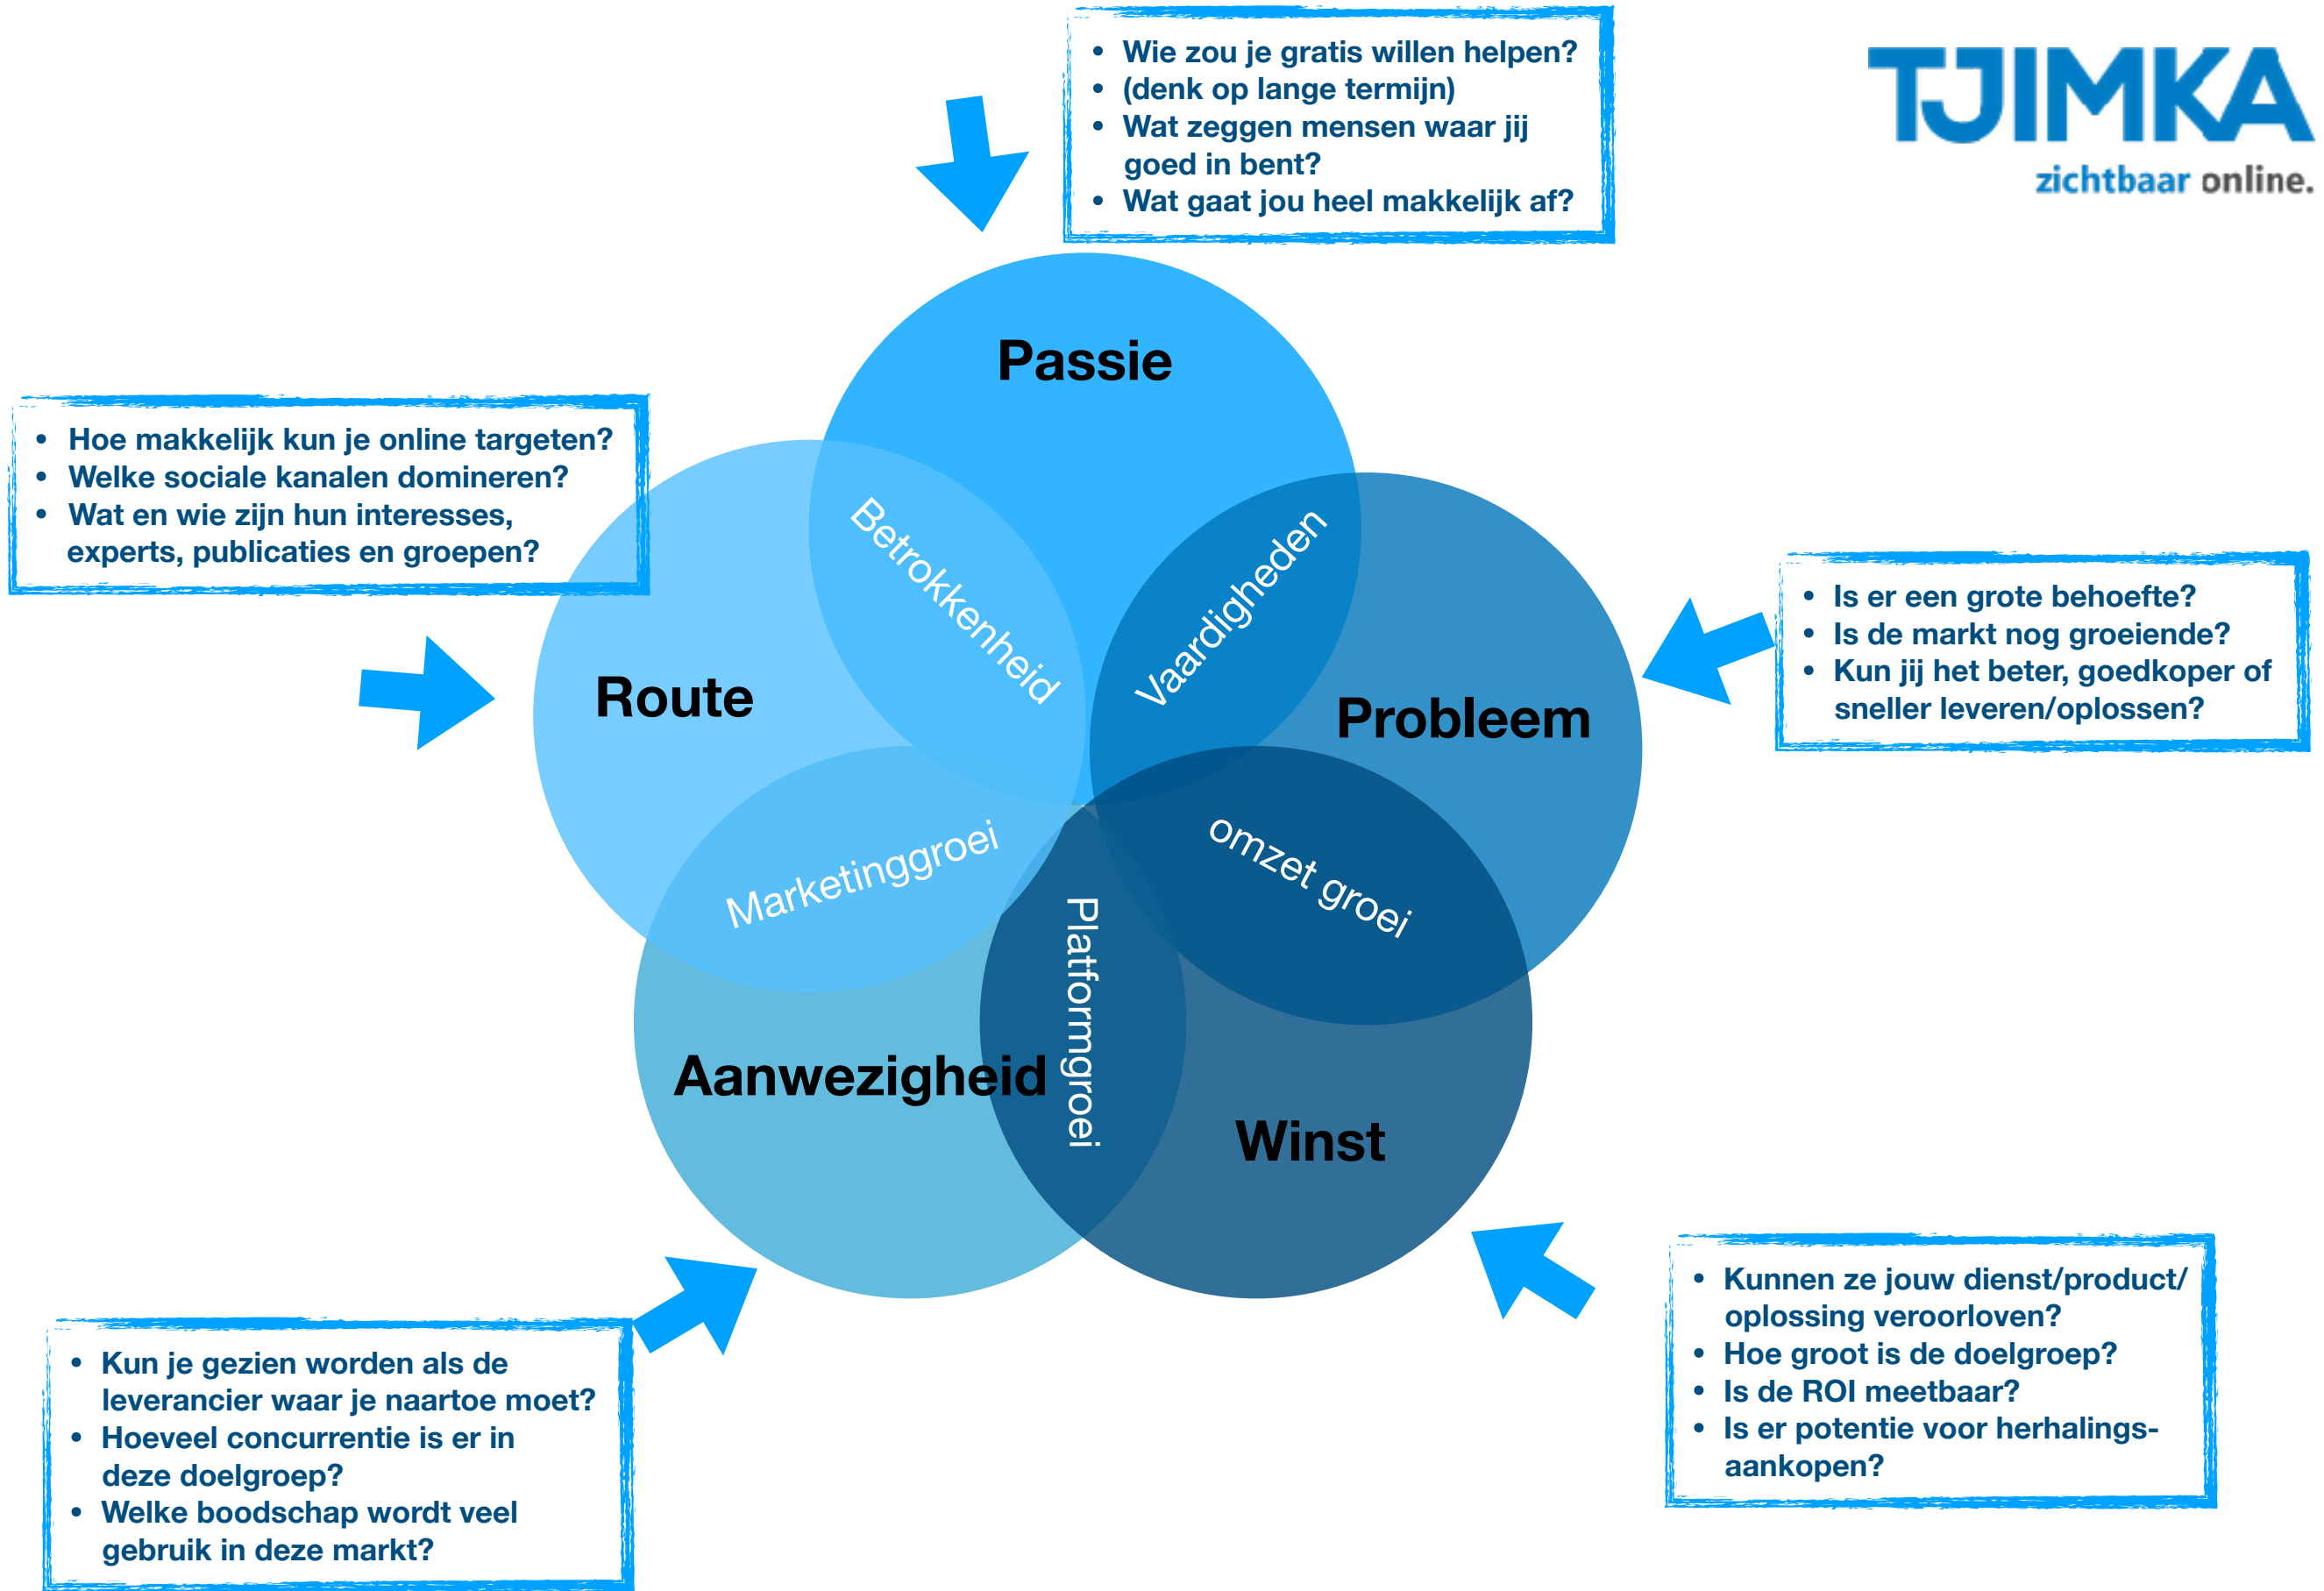 • Wie zou je gratis willen helpen?
• (denk op lange termijn)
• Wat zeggen mensen waar jij
goed in bent?
• Wat gaat jou heel makkelijk af?
TJIMKA
zichtbaar online.
Passie
• Hoe makkelijk kun je online targeten?
• Welke sociale kanalen domineren?
• Wat en wie zijn hun interesses,
experts, publicaties en groepen?
Betrokkenheid
Vaardigheden
• Is er een grote behoefte?
• Is de markt nog groeiende?
• Kun jij het beter, goedkoper of
sneller leveren/oplossen?
Route
Probleem
Marketinggroei
omzet groei
Platformgroei
Aanwezigheid
Winst
• Kun je gezien worden als de
leverancier waar je naartoe moet?
• Hoeveel concurrentie is er in
deze doelgroep?
• Welke boodschap wordt veel
gebruik in deze markt?
• Kunnen ze jouw dienst/product/
oplossing veroorloven?
• Hoe groot is de doelgroep?
• Is de ROI meetbaar?
• Is er potentie voor herhalings-
aankopen?